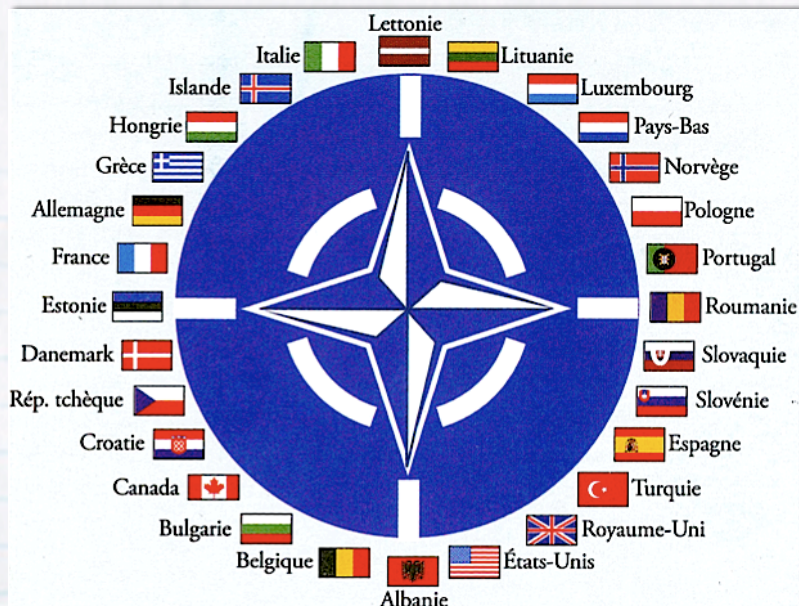 Lettonie
Lituanie
Luxembourg
Pays-Bas
Norvège
Pologne
Portugal
Roumanie
Slovaquie
Slovénie
Espagne
Turquie
Royaume-Uni
États-Unis
Albanie
Belgique
Bulgarie
Canada
Croatie
Rép. tchèque
Danemark
Estonie
France
Allemagne
Grèce
Hongrie
Islande
Italie